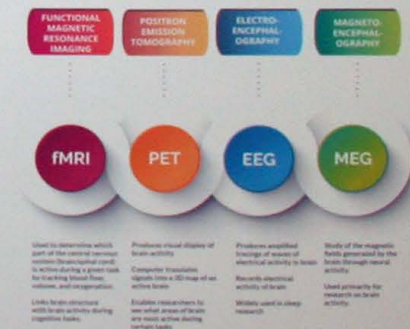 FUNCTIONAL
MAGNETIC
RESONANCE
IMAGING
POSITRON
EMISSION
TOMOGRAPHY
ELECTRO-
ENCEPHAL-
OGRAPHY
MAGNETO-
ENCEPHAL-
OGRAPHY
fMRI
PET
EEG
MEG
Used to determine which
part of the central nervous
system (brain/spinal cord)
is active during a given task
by tracking blood flow,
volume, and oxygenation.
Links brain structure
with brain activity during
cognitive tasks.
Produces visual display of
brain activity
Computer translates
signals into a 2D map of an
active brain
Enables researchers to
see what areas of brain
are most active during
certain tasks
Produces amplified
tracings of waves of
electrical activity in brain
Records electrical
activity of brain
Widely used in sleep
research
Study of the magnetic
fields generated by the
brain through neural
activity.
Used primarily for
research on brain
activity.